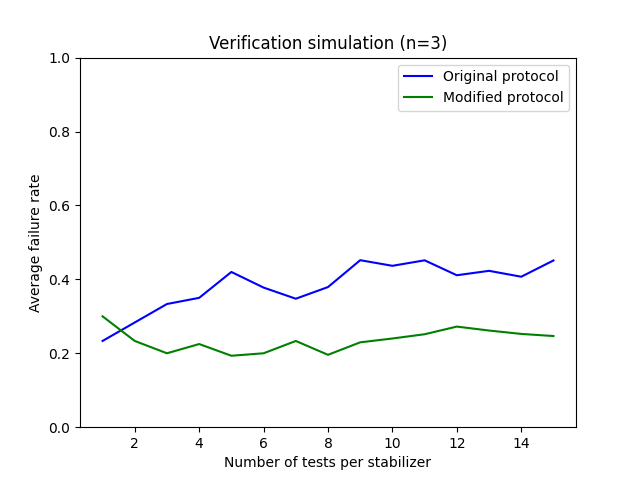 Verification simulation (n=3)
Original protocol
Modified protocol
1.0
0.8
0.6
0.4
0.2
0.0
Average failure rate
2 4 6 8 10 12 14
Number of tests per stabilizer